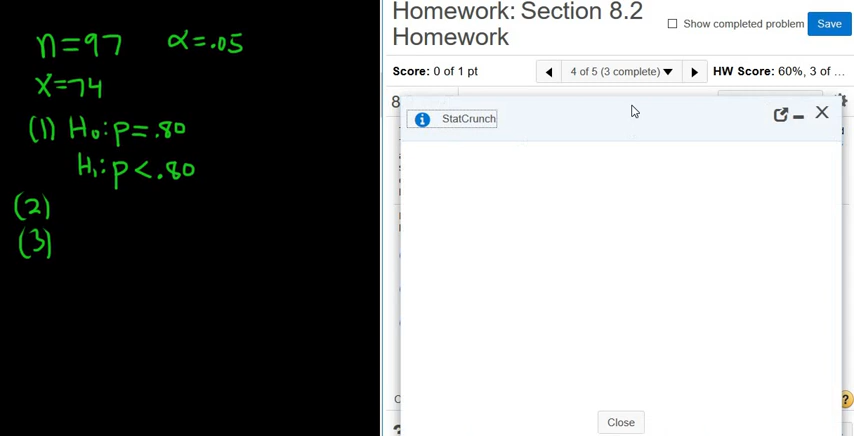 n=97 α=.05
x=74
(1) H₀: p=.80
H₁: p<.80
(2)
(3)
Homework: Section 8.2
Homework
Show completed problem
Save
Score: 0 of 1 pt
4 of 5 (3 complete)
HW Score: 60%, 3 of ...
8
StatCrunch
Close
?